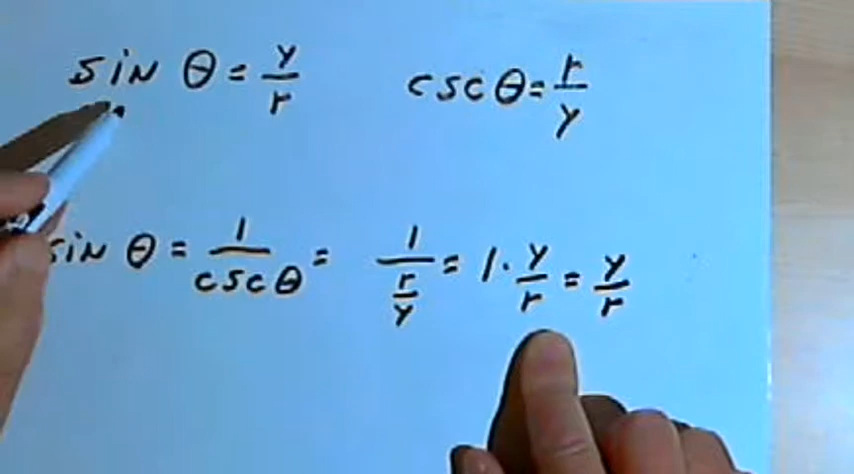 sin θ = y/r csc θ = r/y
sin θ = 1/csc θ = 1/(r/y) = 1 · y/r = y/r